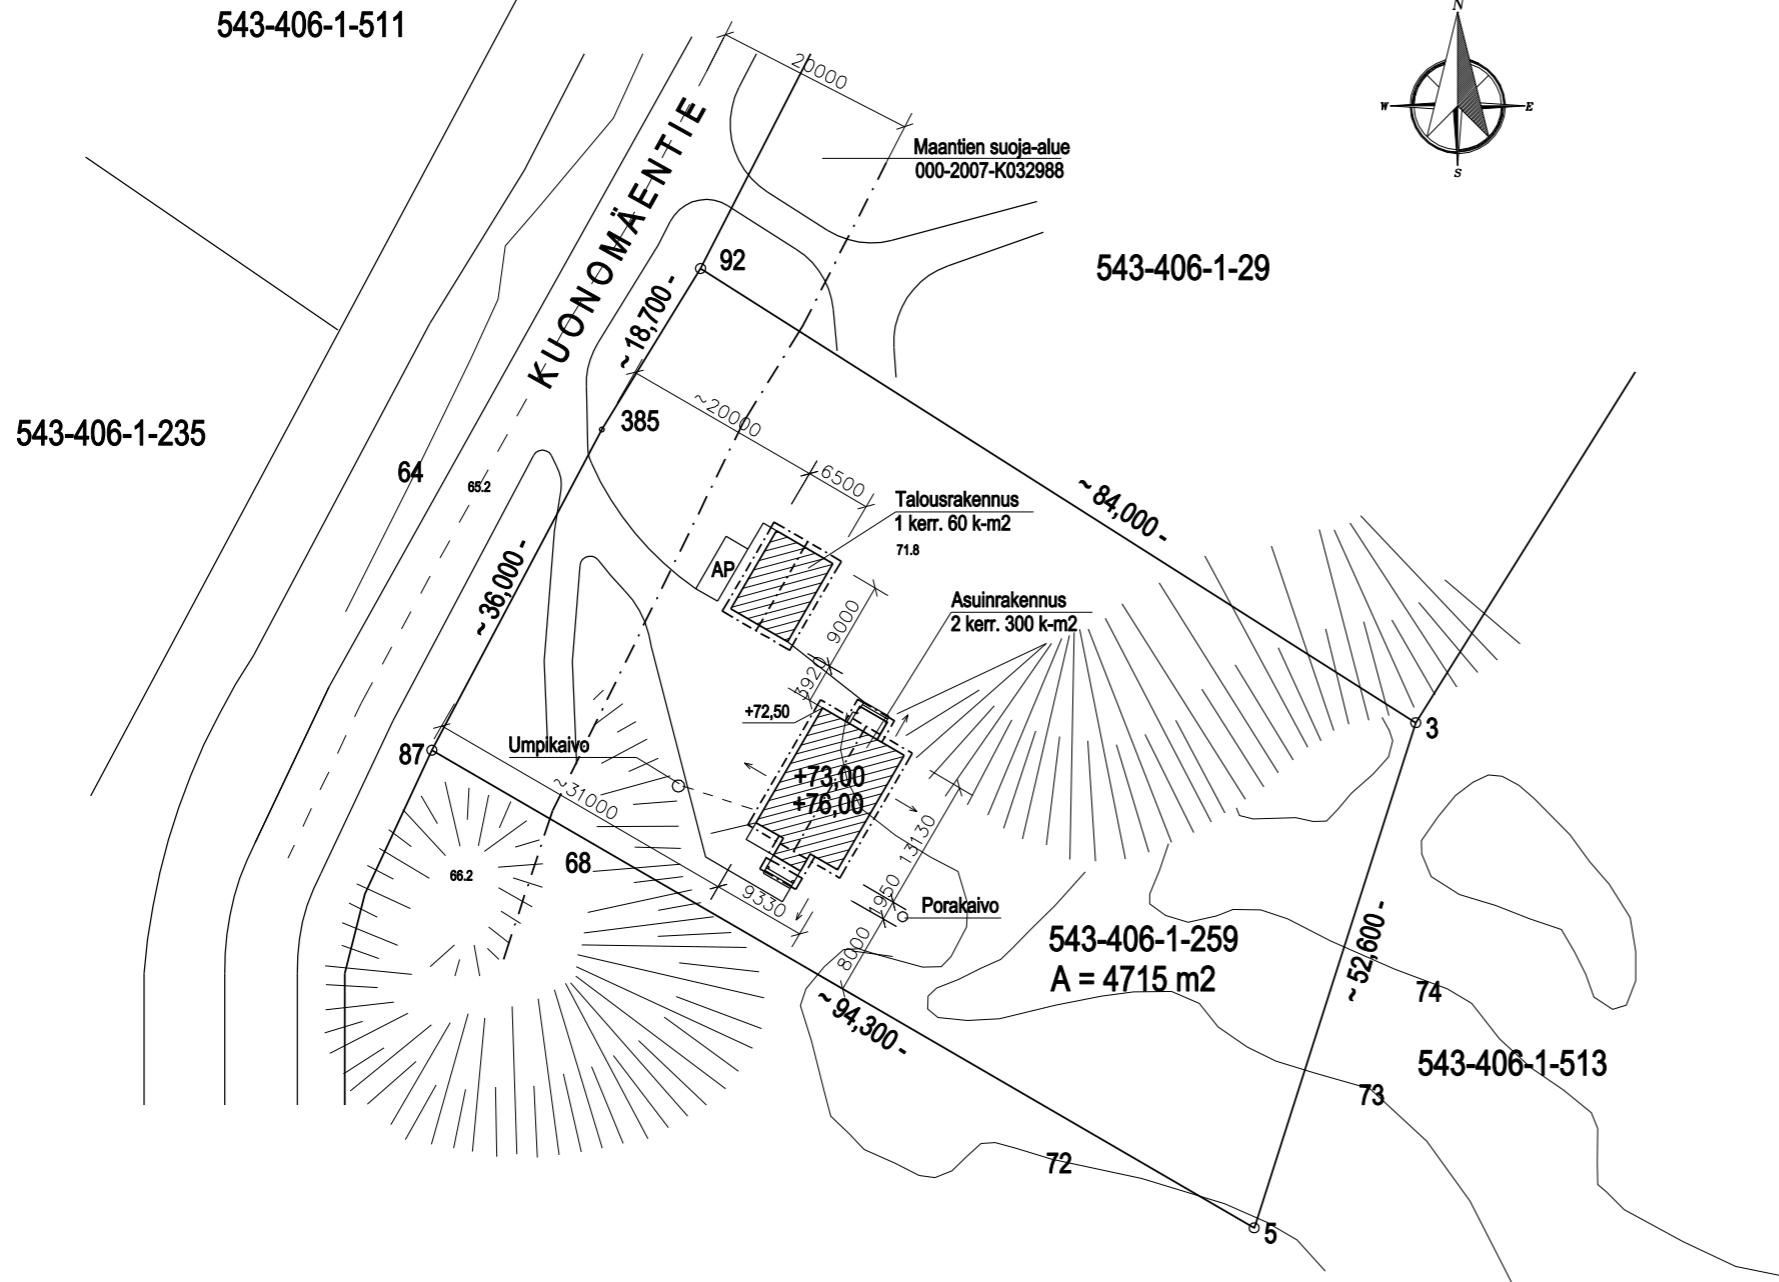 543-406-1-511
N
W
E
S
20000
KUONOMÄENTIE
Maantien suoja-alue
000-2007-K032988
92
543-406-1-29
~ 18,700 -
385
~20000
543-406-1-235
64
65.2
6500
Talousrakennus
1 kerr. 60 k-m2
71.8
~ 84,000 -
AP
~ 36,000 -
9000
Asuinrakennus
2 kerr. 300 k-m2
3920
+72,50
3
87
Umpikaivo
~31000
+73,00
+76,00
13130
68
66.2
9330
1950
Porakaivo
8000
543-406-1-259
A = 4715 m2
~ 52,600 -
74
~ 94,300 -
543-406-1-513
73
72
5